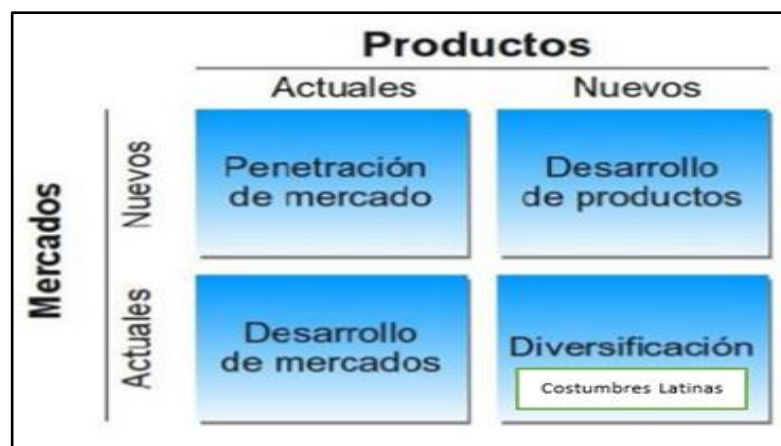 Productos
Actuales Nuevos
Mercados
Nuevos
Penetración
de mercado
Desarrollo
de productos
Actuales
Desarrollo
de mercados
Diversificación
Costumbres Latinas